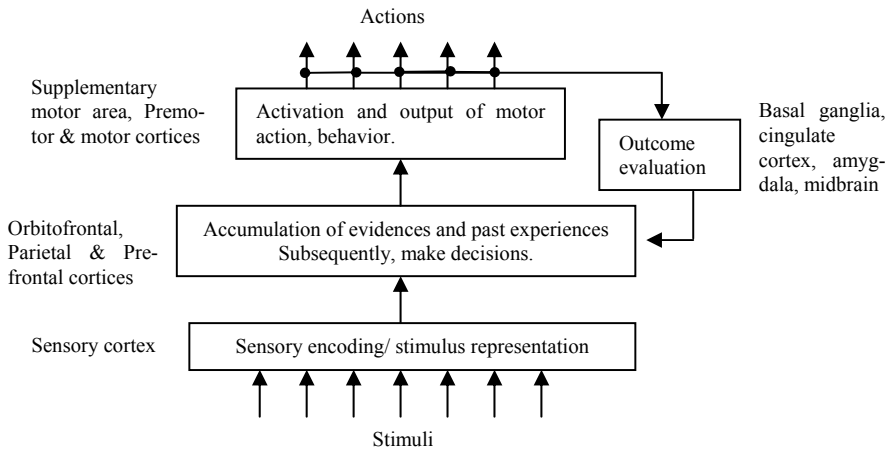 Actions
Supplementary
motor area, Premo-
tor & motor cortices
Activation and output of motor
action, behavior.
Outcome
evaluation
Basal ganglia,
cingulate
cortex, amyg-
dala, midbrain
Orbitofrontal,
Parietal & Pre-
frontal cortices
Accumulation of evidences and past experiences
Subsequently, make decisions.
Sensory cortex
Sensory encoding/ stimulus representation
Stimuli